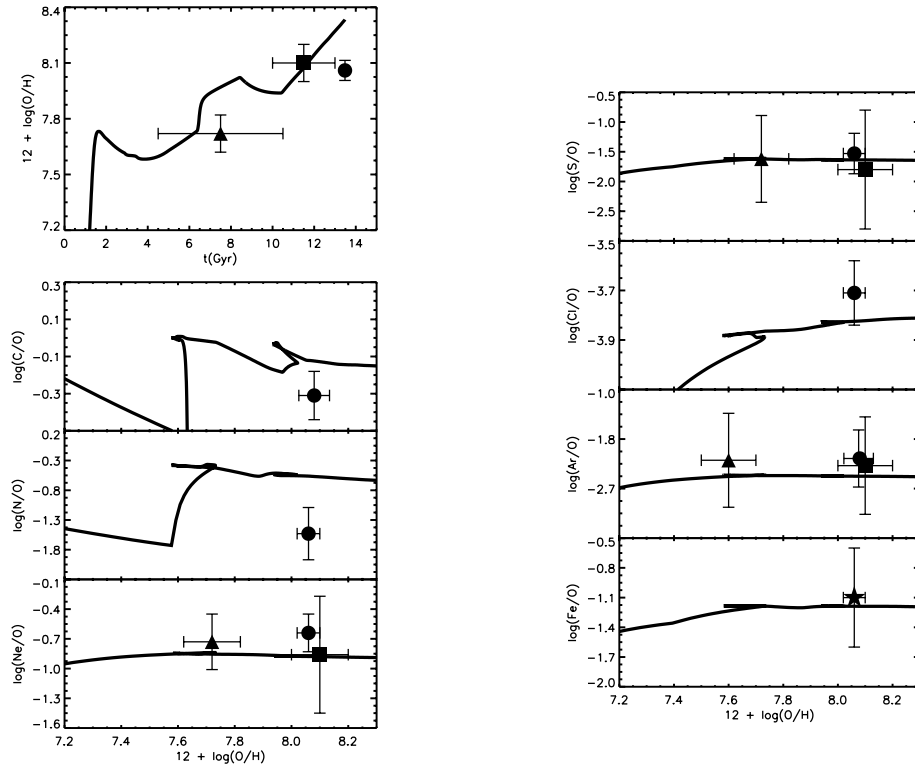 8.4
8.1
7.8
7.5
7.2
12 + log(O/H)
0 2 4 6 8 10 12 14
t(Gyr)
0.3
0.0
−0.1
−0.3
log(C/O)
0.2
−0.3
−0.8
−1.3
−1.8
log(N/O)
−0.1
−0.4
−0.7
−1.0
−1.3
−1.6
log(Ne/O)
7.2 7.4 7.6 7.8 8.0 8.2
12 + log(O/H)
−0.5
−1.0
−1.5
−2.0
−2.5
log(S/O)
−3.5
−3.7
−3.9
log(Cl/O)
−1.0
−1.8
−2.7
log(Ar/O)
−0.5
−0.8
−1.1
−1.4
−1.7
−2.0
log(Fe/O)
7.2 7.4 7.6 7.8 8.0 8.2
12 + log(O/H)